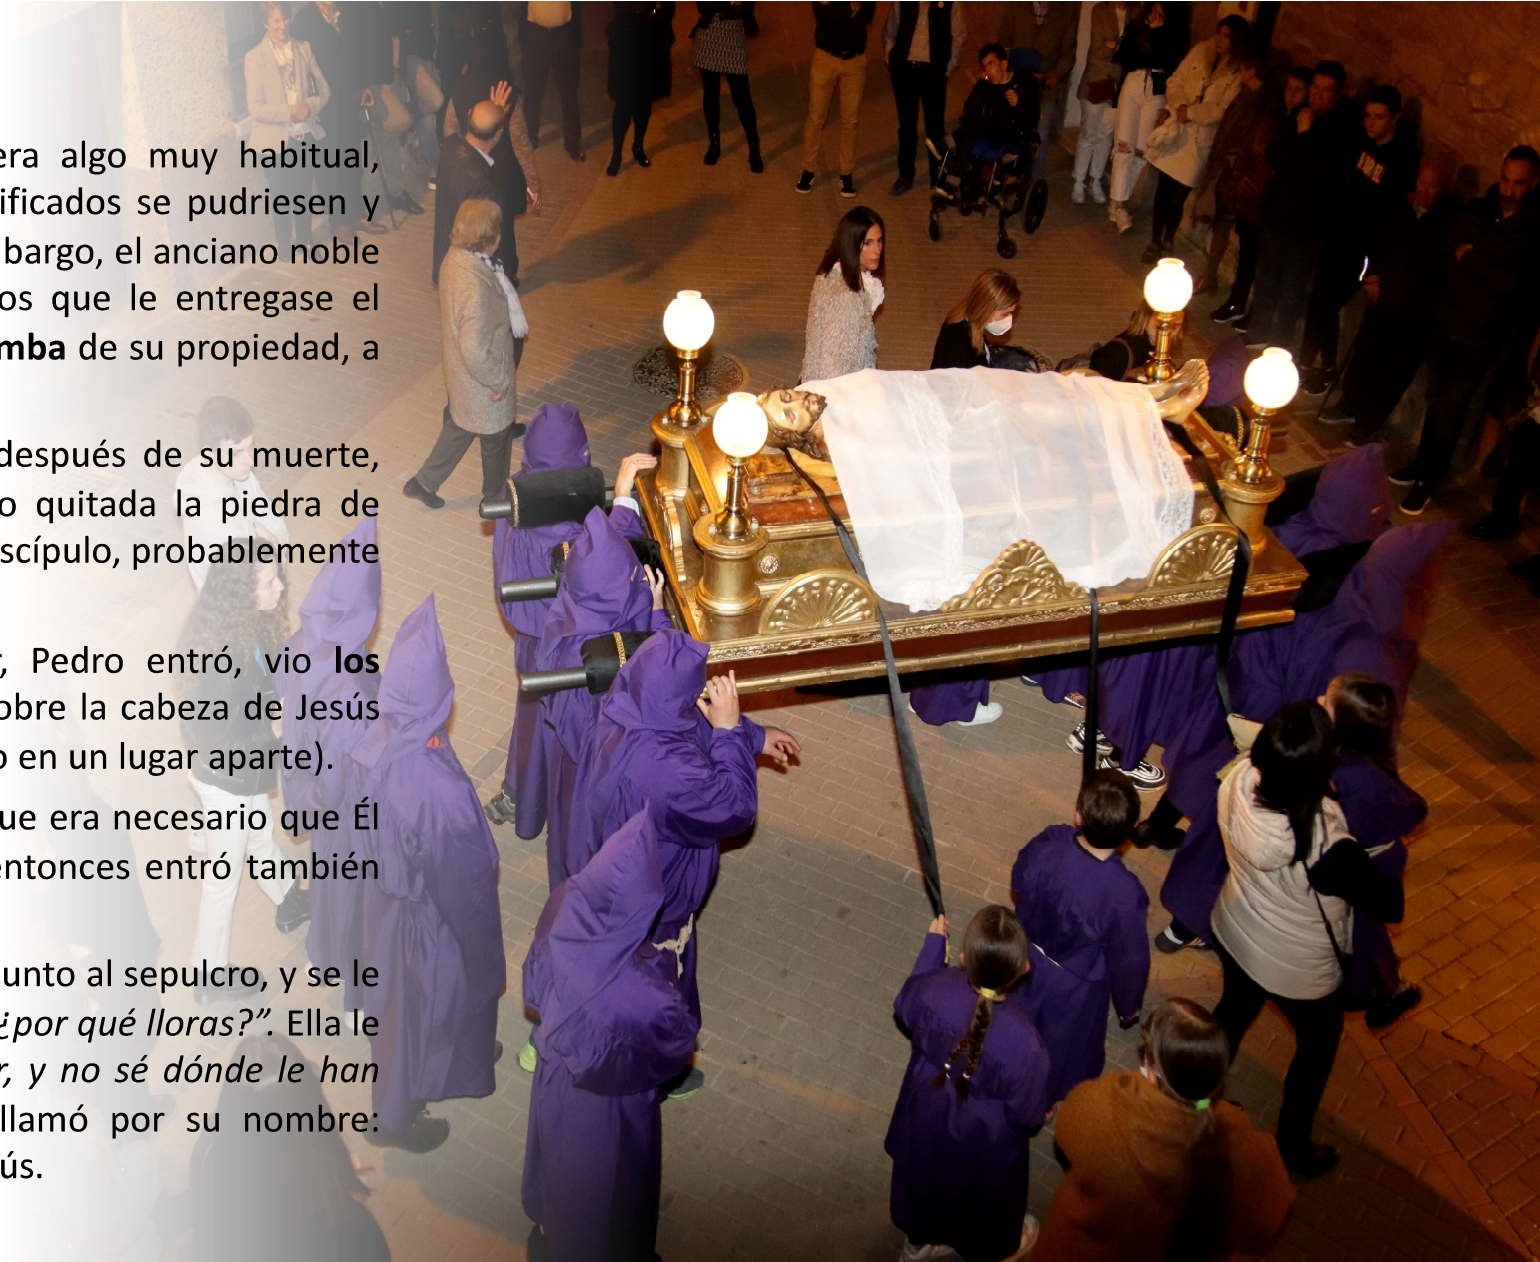 era algo muy habitual,
ificados se pudriesen y
bargo, el anciano noble
os que le entregase el
mba de su propiedad, a
después de su muerte,
o quitada la piedra de
scípulo, probablemente
, Pedro entró, vio los
obre la cabeza de Jesús
o en un lugar aparte).
ue era necesario que Él
entonces entró también
unto al sepulcro, y se le
¿por qué lloras?”. Ella le
r, y no sé dónde le han
llamó por su nombre:
ús.